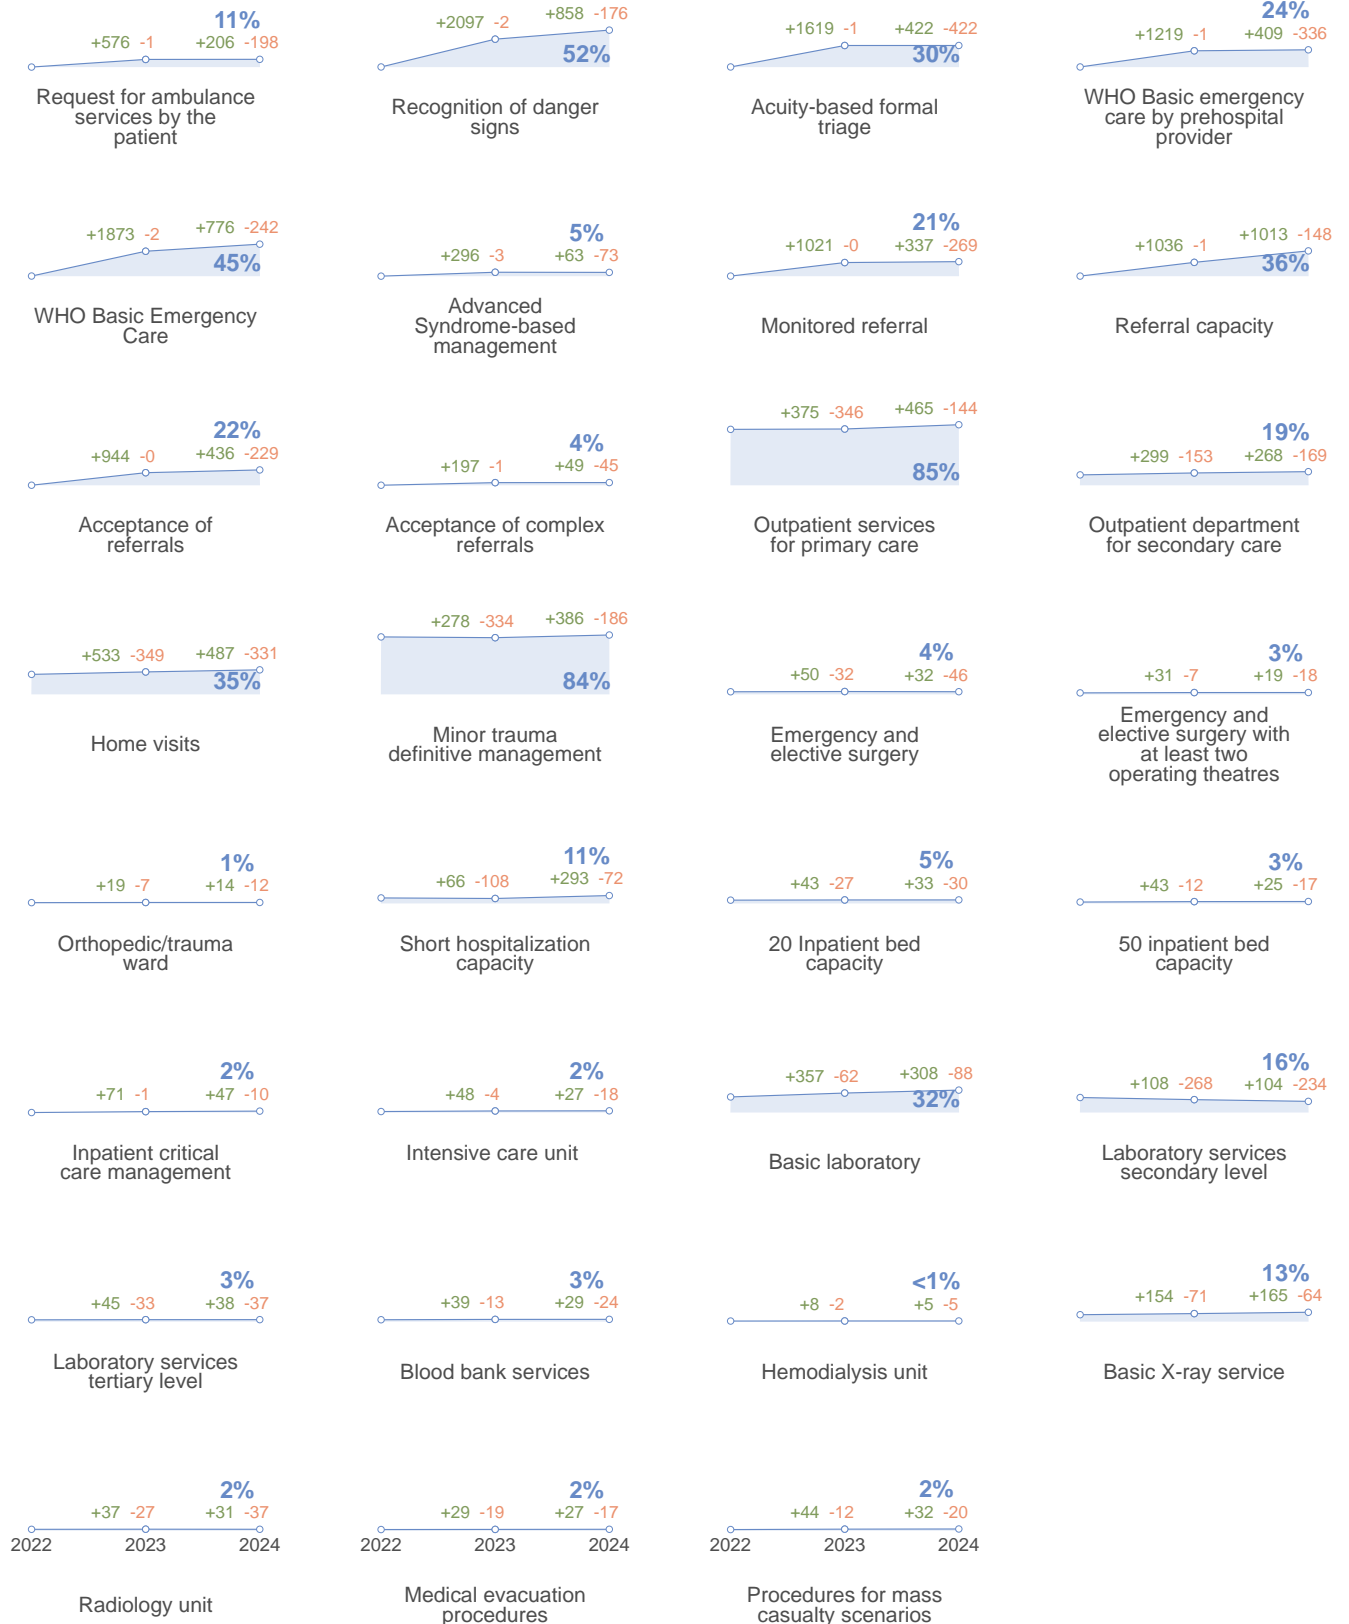 11%
+576 -1 +206 -198
Request for ambulance
services by the
patient
+2097 -2 +858 -176
52%
Recognition of danger
signs
+1619 -1 +422 -422
30%
Acuity-based formal
triage
24%
+1219 -1 +409 -336
WHO Basic emergency
care by prehospital
provider
+1873 -2 +776 -242
45%
WHO Basic Emergency
Care
5%
+296 -3 +63 -73
Advanced
Syndrome-based
management
21%
+1021 -0 +337 -269
Monitored referral
+1036 -1 +1013 -148
36%
Referral capacity
22%
+944 -0 +436 -229
Acceptance of
referrals
4%
+197 -1 +49 -45
Acceptance of complex
referrals
+375 -346 +465 -144
85%
Outpatient services
for primary care
19%
+299 -153 +268 -169
Outpatient department
for secondary care
+533 -349 +487 -331
35%
Home visits
+278 -334 +386 -186
84%
Minor trauma
definitive management
4%
+50 -32 +32 -46
Emergency and
elective surgery
3%
+31 -7 +19 -18
Emergency and
elective surgery with
at least two
operating theatres
1%
+19 -7 +14 -12
Orthopedic/trauma
ward
11%
+66 -108 +293 -72
Short hospitalization
capacity
5%
+43 -27 +33 -30
20 Inpatient bed
capacity
3%
+43 -12 +25 -17
50 inpatient bed
capacity
2%
+71 -1 +47 -10
Inpatient critical
care management
2%
+48 -4 +27 -18
Intensive care unit
+357 -62 +308 -88
32%
Basic laboratory
16%
+108 -268 +104 -234
Laboratory services
secondary level
3%
+45 -33 +38 -37
Laboratory services
tertiary level
3%
+39 -13 +29 -24
Blood bank services
<1%
+8 -2 +5 -5
Hemodialysis unit
13%
+154 -71 +165 -64
Basic X-ray service
2%
+37 -27 +31 -37
2022 2023 2024
Radiology unit
2%
+29 -19 +27 -17
2022 2023 2024
Medical evacuation
procedures
2%
+44 -12 +32 -20
2022 2023 2024
Procedures for mass
casualty scenarios